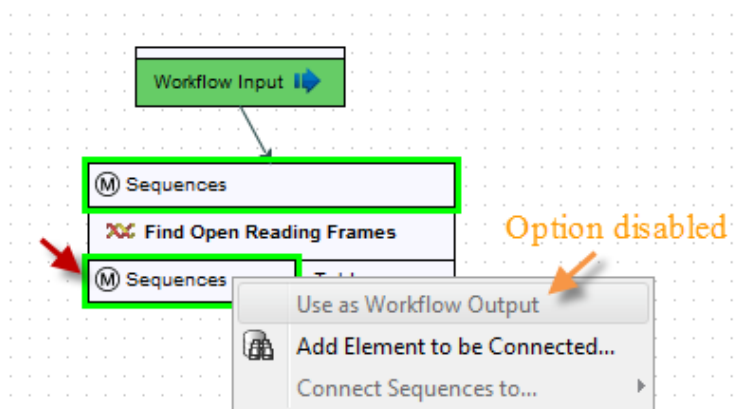 Workflow Input
M Sequences
Find Open Reading Frames
Option disabled
M Sequences
Use as Workflow Output
Add Element to be Connected...
Connect Sequences to...